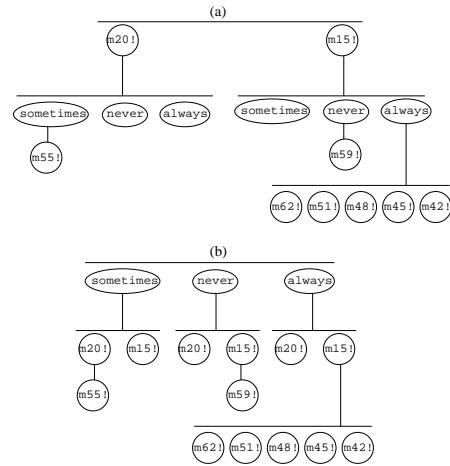 (a)
m20! m15!
sometimes never always sometimes never always
m55! m59!
m62! m51! m48! m45! m42!
(b)
sometimes never always
m20! m15! m20! m15! m20! m15!
m55! m59!
m62! m51! m48! m45! m42!